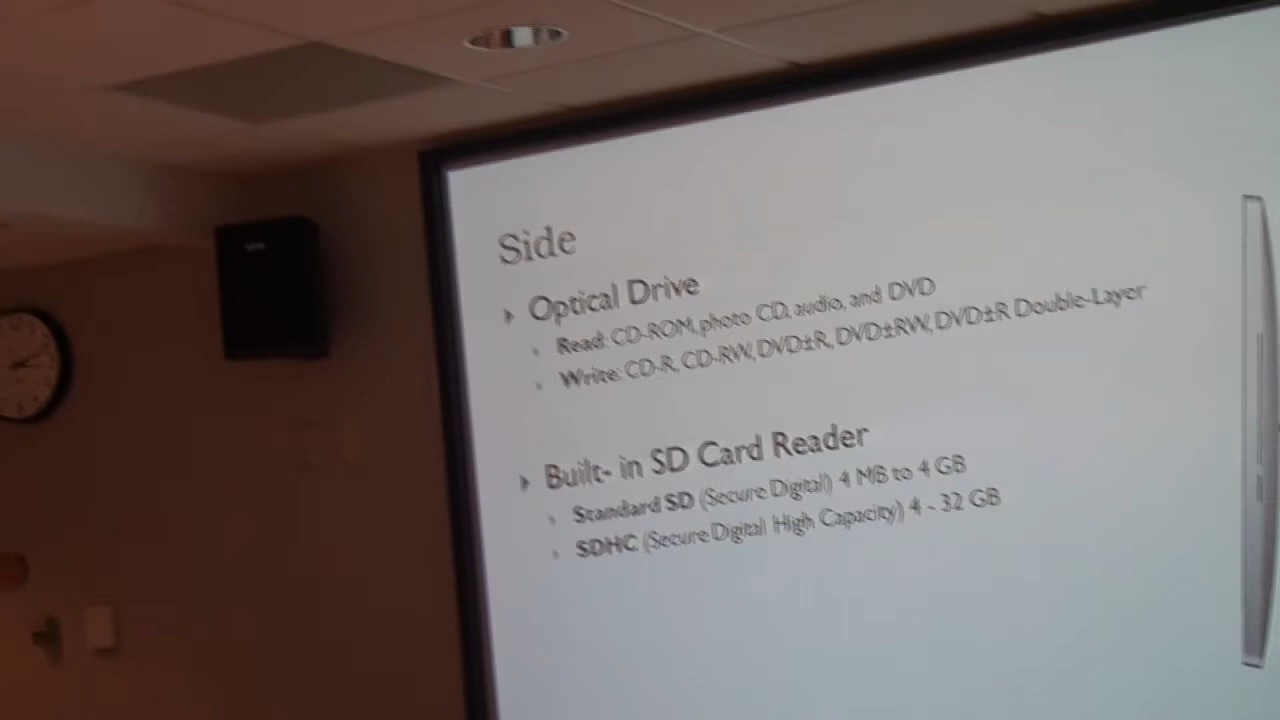 Side
Optical Drive
Read: CD-ROM, photo CD, audio, and DVD
Write: CD-R, CD-RW, DVD±R, DVD±RW, DVD±R Double-Layer
Built- in SD Card Reader
Standard SD (Secure Digital) 4 MB to 4 GB
SDHC (Secure Digital High Capacity) 4 - 32 GB